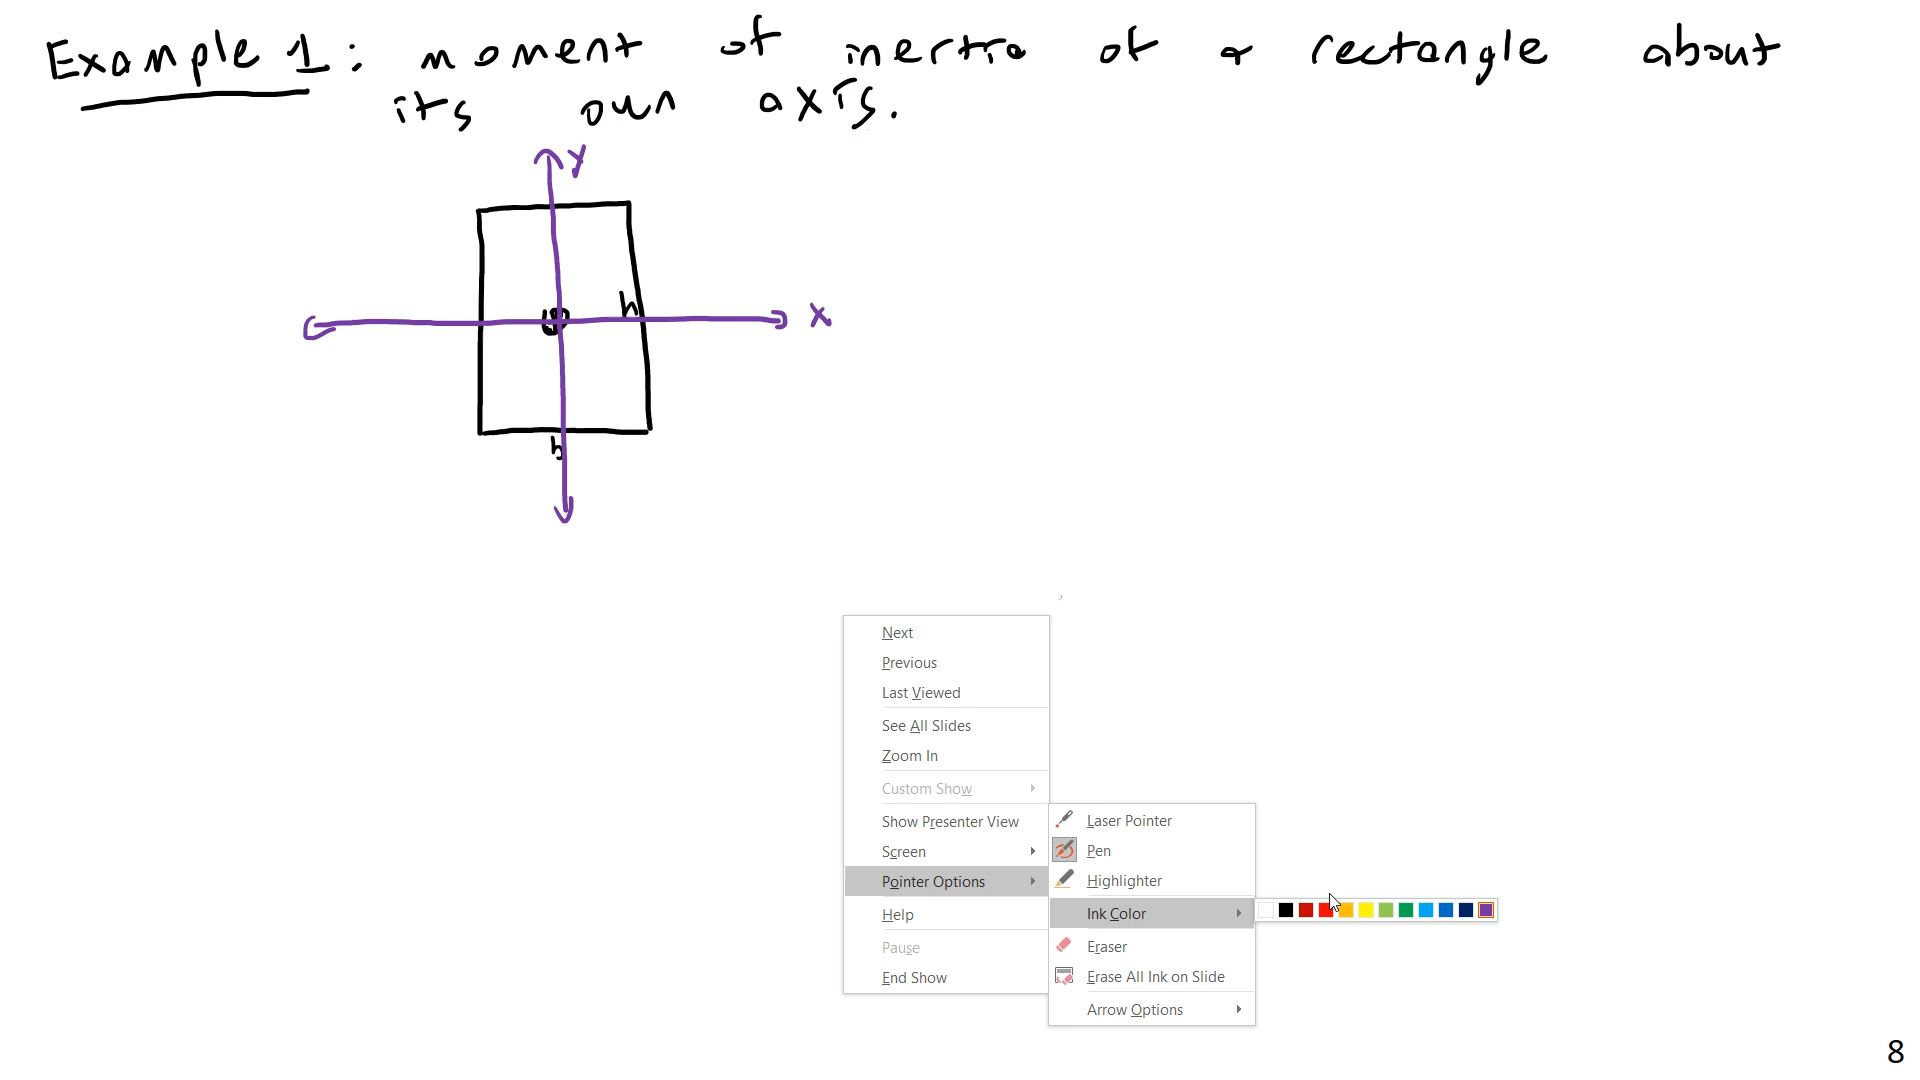 Example 1: moment of inertia of a rectangle about
its own axis.
Y
h
X
b
Next
Previous
Last Viewed
See All Slides
Zoom In
Custom Show
Show Presenter View
Screen
Pointer Options
Help
Pause
End Show
Laser Pointer
Pen
Highlighter
Ink Color
Eraser
Erase All Ink on Slide
Arrow Options
8